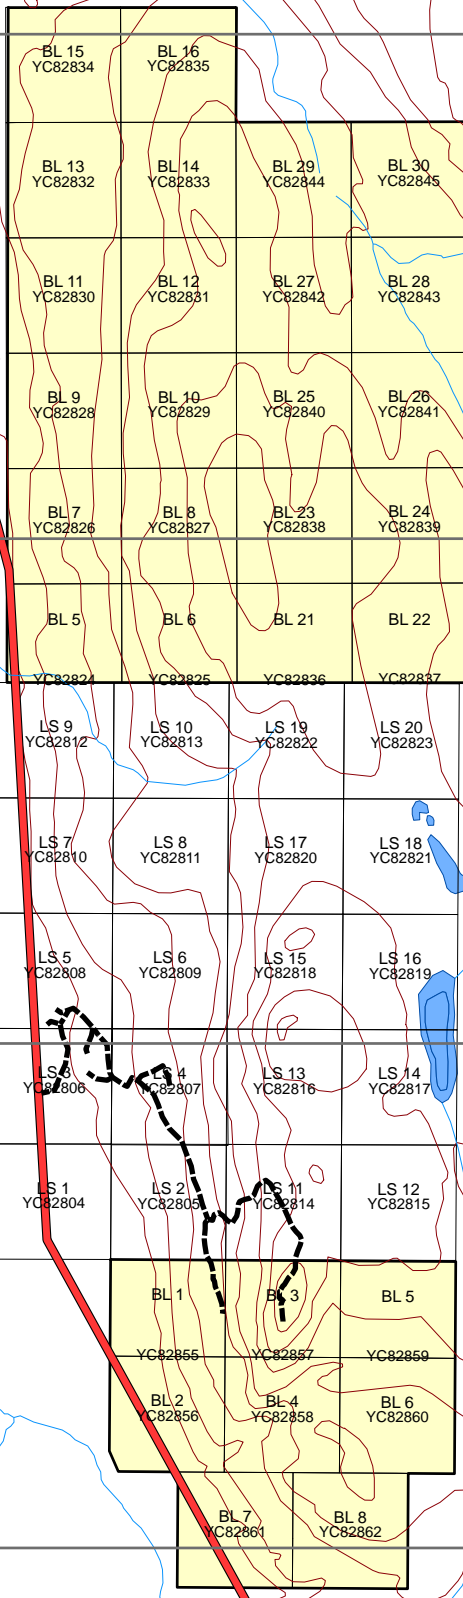 BL 15
YC82834
BL 16
YC82835
BL 13
YC82832
BL 14
YC82833
BL 29
YC82844
BL 30
YC82845
BL 11
YC82830
BL 12
YC82831
BL 27
YC82842
BL 28
YC82843
BL 9
YC82828
BL 10
YC82829
BL 25
YC82840
BL 26
YC82841
BL 7
YC82826
BL 8
YC82827
BL 23
YC82838
BL 24
YC82839
BL 5
YC82824
BL 6
YC82825
BL 21
YC82836
BL 22
YC82837
LS 9
YC82812
LS 10
YC82813
LS 19
YC82822
LS 20
YC82823
LS 7
YC82810
LS 8
YC82811
LS 17
YC82820
LS 18
YC82821
LS 5
YC82808
LS 6
YC82809
LS 15
YC82818
LS 16
YC82819
LS 3
YC82806
LS 4
YC82807
LS 13
YC82816
LS 14
YC82817
LS 1
YC82804
LS 2
YC82805
LS 11
YC82814
LS 12
YC82815
BL 1
YC82855
BL 3
YC82857
BL 5
YC82859
BL 2
YC82856
BL 4
YC82858
BL 6
YC82860
BL 7
YC82861
BL 8
YC82862